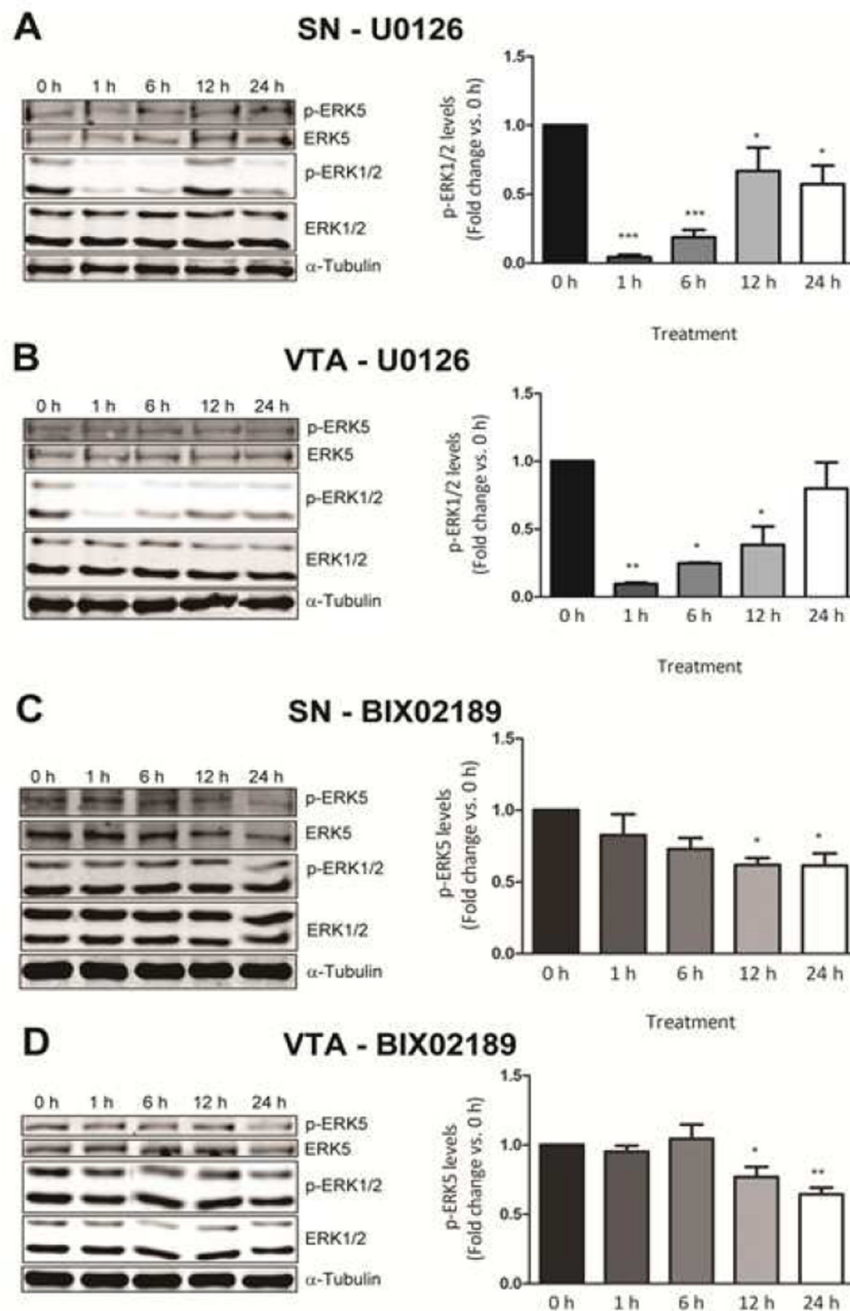 A
SN - U0126
0 h 1 h 6 h 12 h 24 h
p-ERK5
ERK5
p-ERK1/2
ERK1/2
α-Tubulin
p-ERK1/2 levels
(Fold change vs. 0 h)
1.5
1.0
0.5
0.0
***
***
*
*
0 h 1 h 6 h 12 h 24 h
Treatment
B
VTA - U0126
0 h 1 h 6 h 12 h 24 h
p-ERK5
ERK5
p-ERK1/2
ERK1/2
α-Tubulin
p-ERK1/2 levels
(Fold change vs. 0 h)
1.5
1.0
0.5
0.0
**
*
*
0 h 1 h 6 h 12 h 24 h
Treatment
C
SN - BIX02189
0 h 1 h 6 h 12 h 24 h
p-ERK5
ERK5
p-ERK1/2
ERK1/2
α-Tubulin
p-ERK5 levels
(Fold change vs. 0 h)
1.5
1.0
0.5
0.0
*
*
0 h 1 h 6 h 12 h 24 h
Treatment
D
VTA - BIX02189
0 h 1 h 6 h 12 h 24 h
p-ERK5
ERK5
p-ERK1/2
ERK1/2
α-Tubulin
p-ERK5 levels
(Fold change vs. 0 h)
1.5
1.0
0.5
0.0
*
**
0 h 1 h 6 h 12 h 24 h